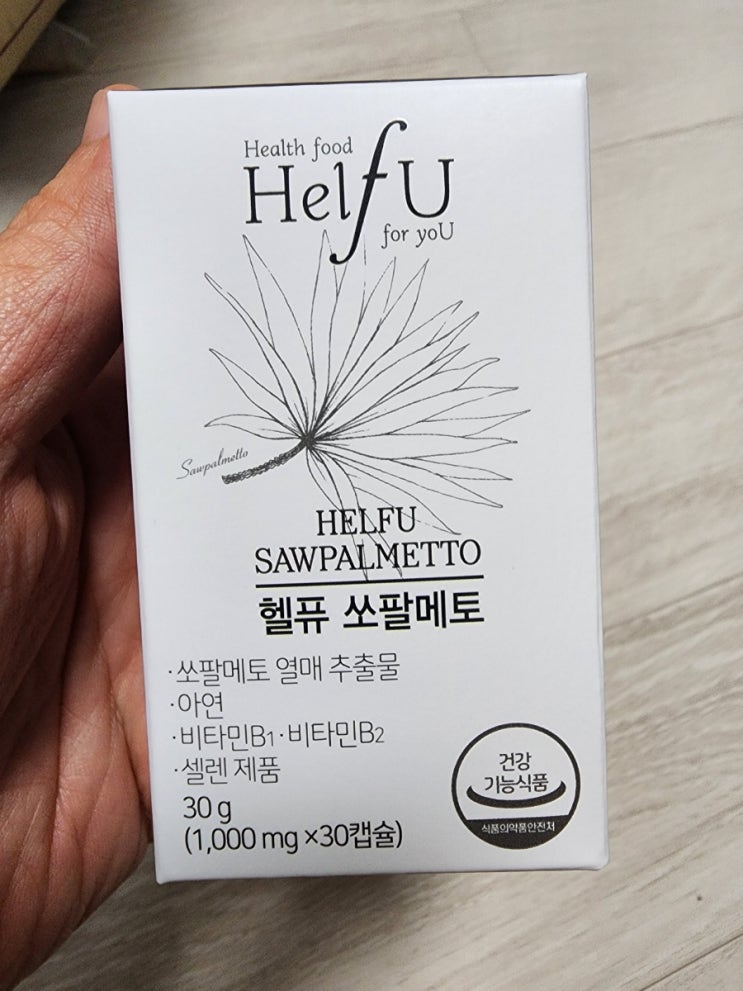 Health food
HelfU
for yoU
Sawpalmetto
HELFU
SAWPALMETTO
헬퓨 쏘팔메토
·쏘팔메토 열매 추출물
·아연
·비타민B1·비타민B2
·셀렌 제품
30 g
(1,000 mg ×30캡슐)
건강
기능식품
식품의약품안전처